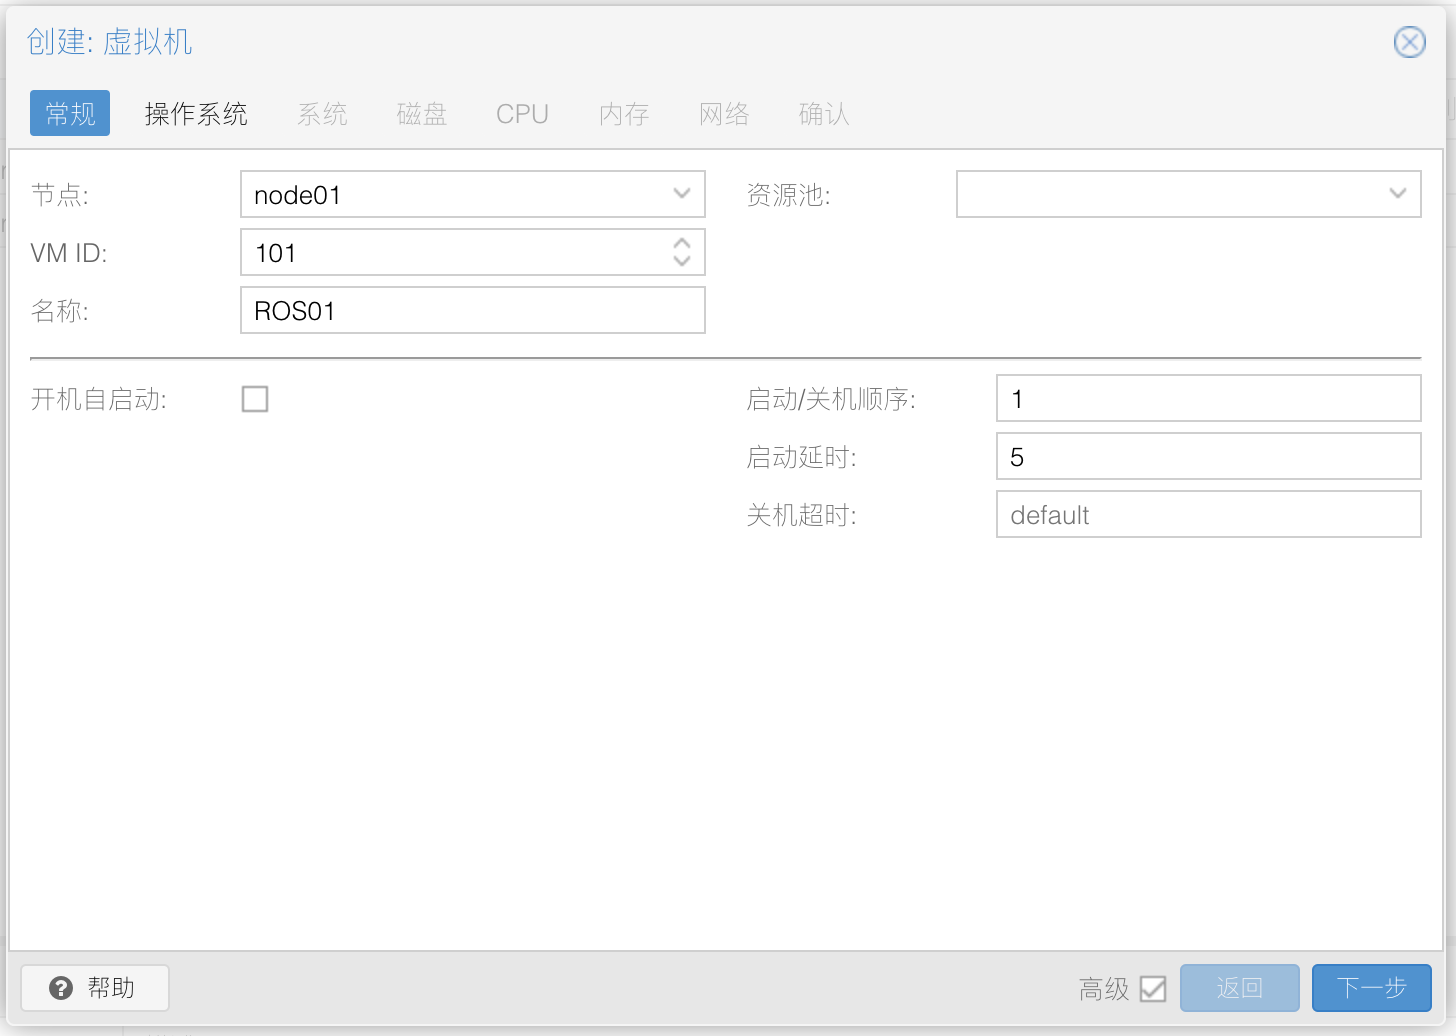 创建: 虚拟机
常规 操作系统 系统 磁盘 CPU 内存 网络 确认
节点: node01 资源池:
VM ID: 101
名称: ROS01
开机自启动: 启动/关机顺序: 1
启动延时: 5
关机超时: default
帮助 高级 返回 下一步